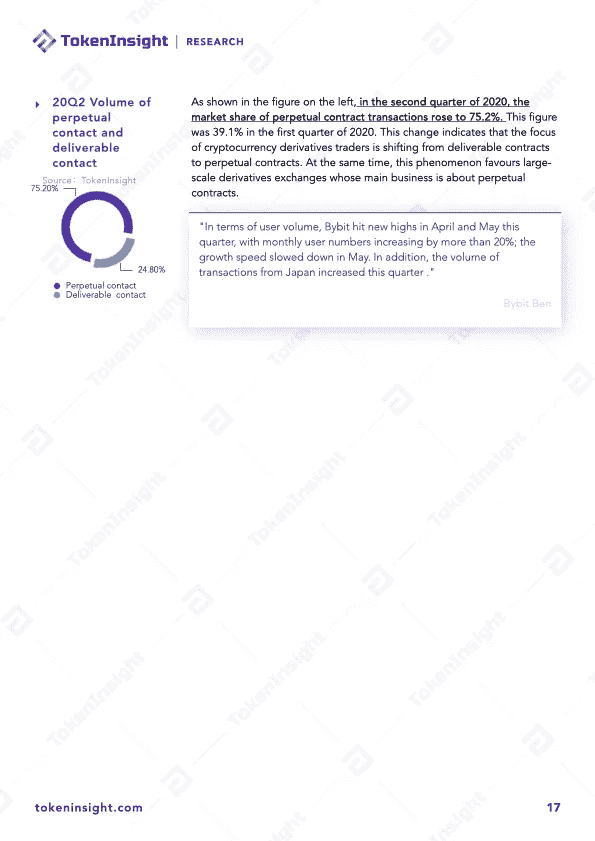 TokenInsight | RESEARCH
20Q2 Volume of
perpetual
contact and
deliverable
contact
Source: TokenInsight
75.20%
24.80%
Perpetual contact
Deliverable contact
As shown in the figure on the left, in the second quarter of 2020, the
market share of perpetual contract transactions rose to 75.2%. This figure
was 39.1% in the first quarter of 2020. This change indicates that the focus
of cryptocurrency derivatives traders is shifting from deliverable contracts
to perpetual contracts. At the same time, this phenomenon favours large-
scale derivatives exchanges whose main business is about perpetual
contracts.
"In terms of user volume, Bybit hit new highs in April and May this
quarter, with monthly user numbers increasing by more than 20%; the
growth speed slowed down in May. In addition, the volume of
transactions from Japan increased this quarter ."
Bybit Ben
TokenInsight
TokenInsight
TokenInsight
TokenInsight
TokenInsight
TokenInsight
TokenInsight
tokeninsight.com
17